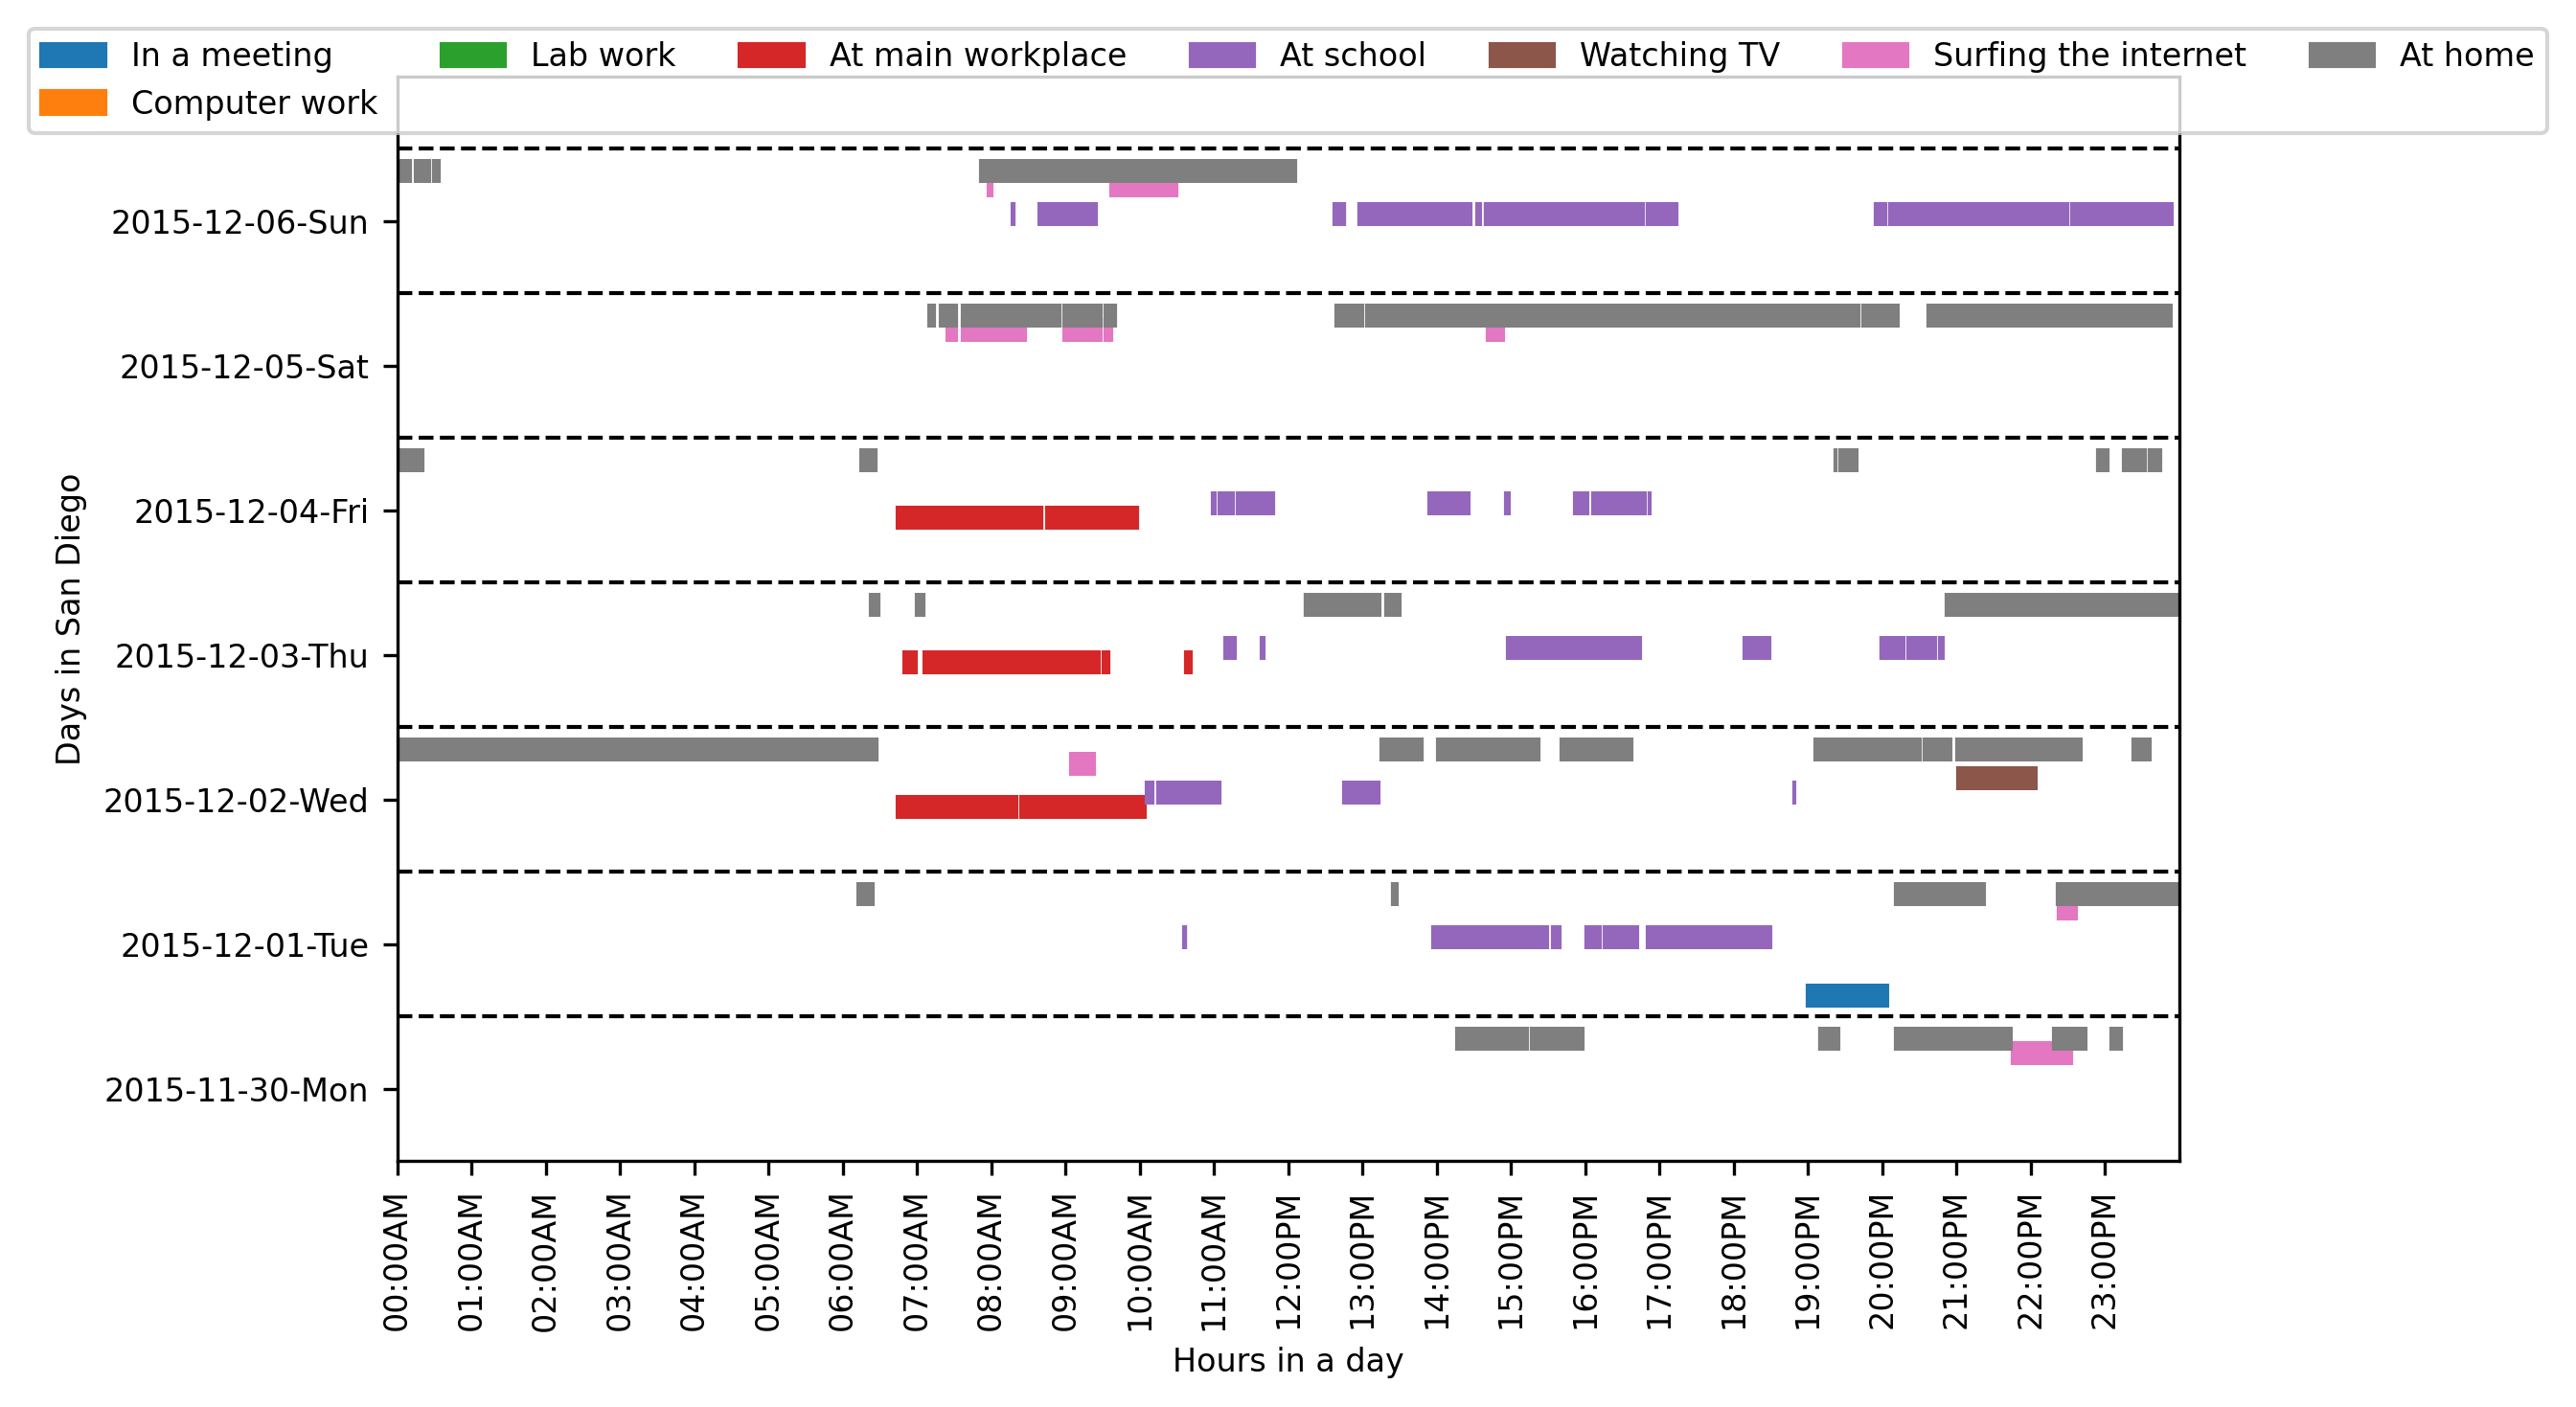 In a meeting
Computer work
Lab work
At main workplace
At school
Watching TV
Surfing the internet
At home
Days in San Diego
2015-12-06-Sun
2015-12-05-Sat
2015-12-04-Fri
2015-12-03-Thu
2015-12-02-Wed
2015-12-01-Tue
2015-11-30-Mon
00:00AM
01:00AM
02:00AM
03:00AM
04:00AM
05:00AM
06:00AM
07:00AM
08:00AM
09:00AM
10:00AM
11:00AM
12:00PM
13:00PM
14:00PM
15:00PM
16:00PM
17:00PM
18:00PM
19:00PM
20:00PM
21:00PM
22:00PM
23:00PM
Hours in a day